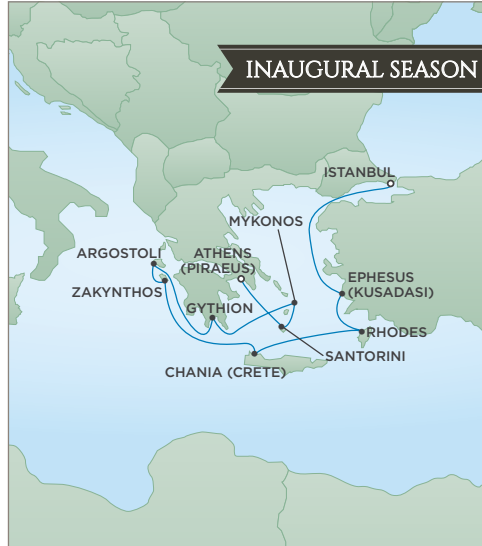 INAUGURAL SEASON
ISTANBUL
MYKONOS
ARGOSTOLI
ATHENS
(PIRAEUS)
ZAKYNTHOS
EPHESUS
(KUSADASI)
GYTHION
RHODES
SANTORINI
CHANIA (CRETE)